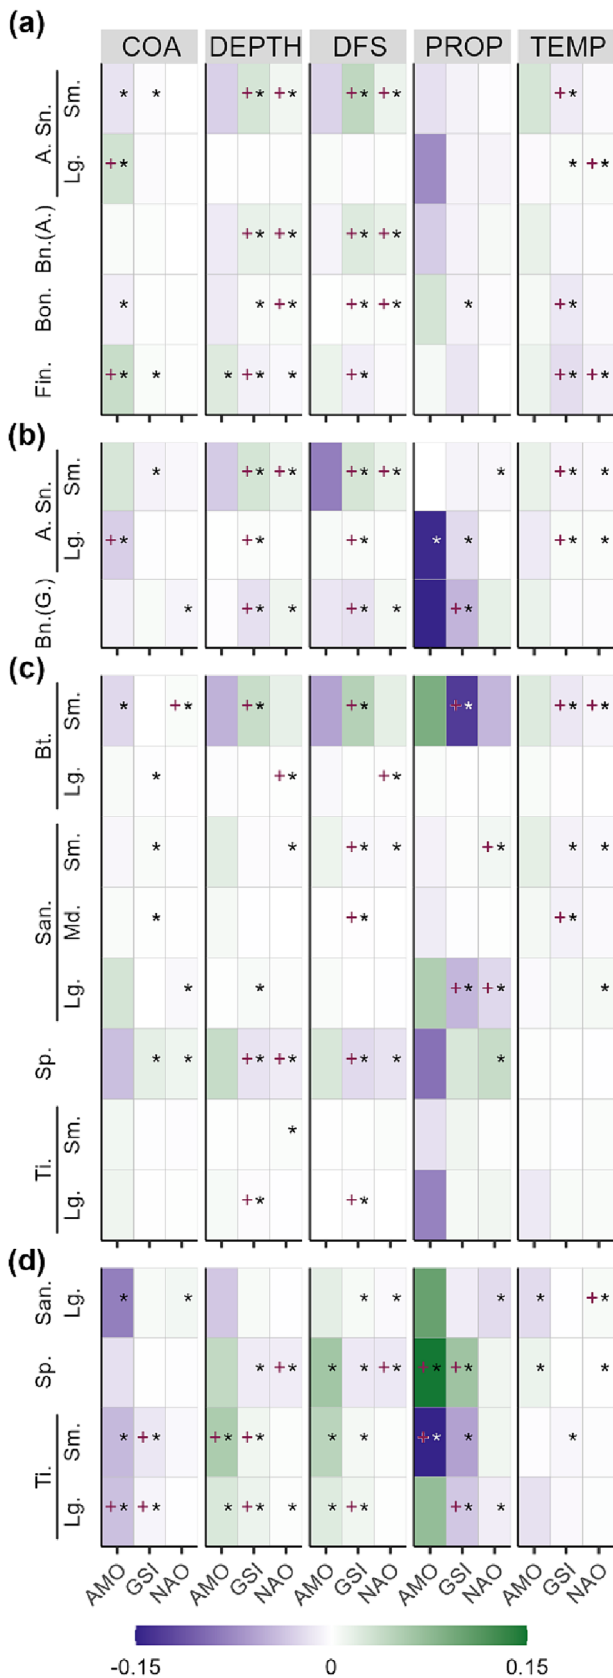 (a)
COA DEPTH DFS PROP TEMP
A. Sn.
Sm. * * +* +* +* +* +*
Lg. +* * +*
Bn.(A.) +* +* +* +*
Bon. * * +* +* +* * +*
Fin. +* * * +* * +* +* +*
(b)
A. Sn.
Sm. * +* +* +* +* * +* *
Lg. +* +* +* * * +* *
Bn.(G.) * +* * +* * +*
(c)
Bt.
Sm. * +* +* +* +* +* +*
Lg. * +* +*
San.
Sm. * * +* * +* * *
Md. * +* +*
Lg. * * +* +* *
Sp. * * +* +* +* * *
Ti.
Sm. *
Lg. +* +*
(d)
San.
Lg. * * * * * * +*
Sp. * +* * * +* +* +* * *
Ti.
Sm. * +* +* +* * * +* * *
Lg. +* +* * +* * * +* +* *
AMO GSI NAO AMO GSI NAO AMO GSI NAO AMO GSI NAO AMO GSI NAO
-0.15 0 0.15